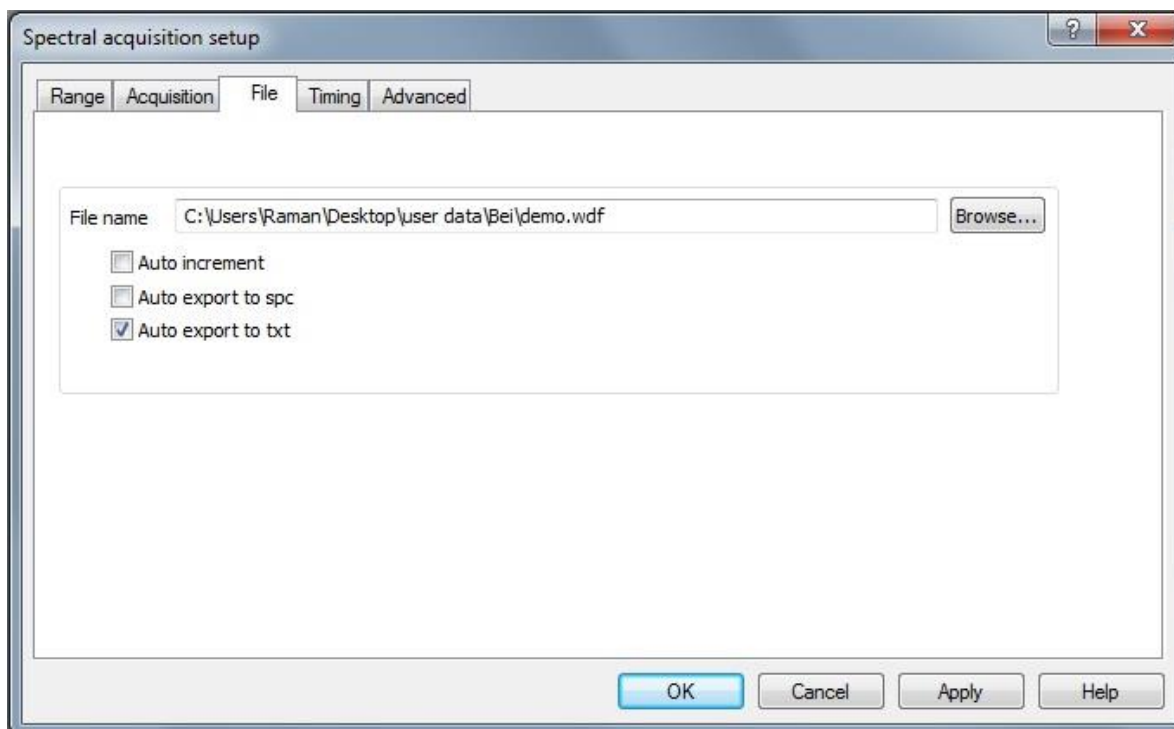 Spectral acquisition setup
Range Acquisition File Timing Advanced
File name C:\Users\Raman\Desktop\user data\Bei\demo.wdf Browse...
Auto increment
Auto export to spc
Auto export to txt
OK Cancel Apply Help